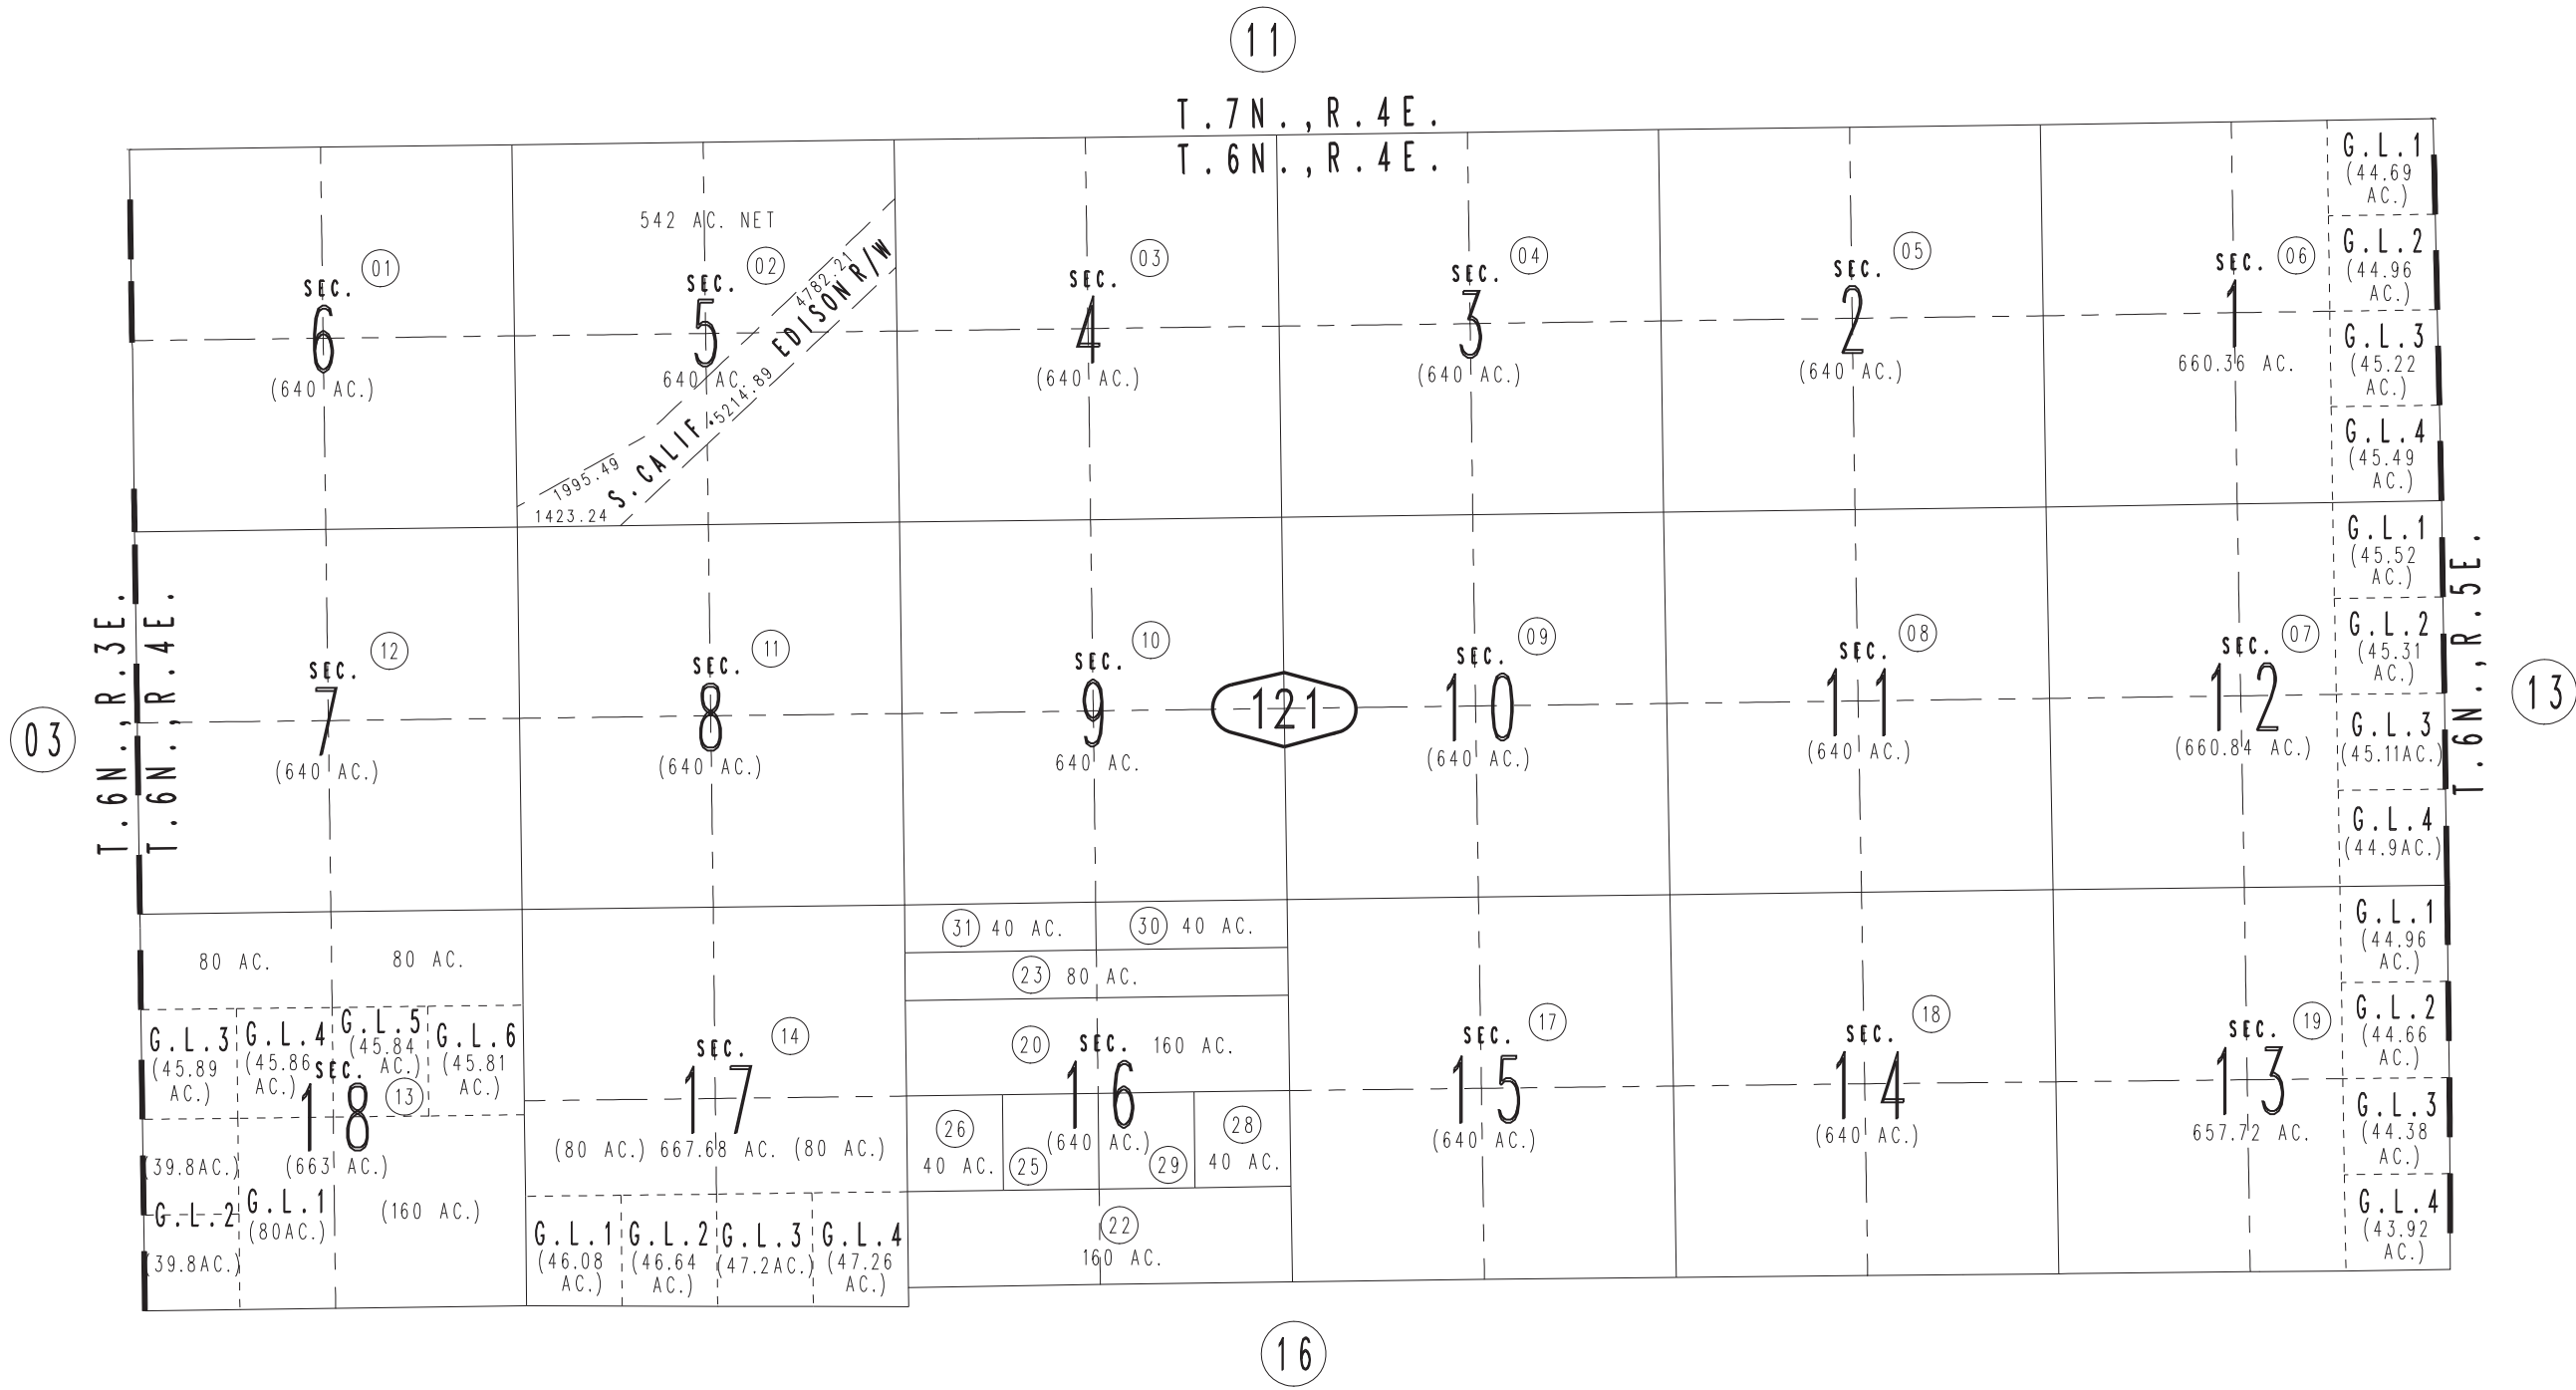 11
T.7N.,R.4E.
T.6N.,R.4E.
01
SEC.
6
(640 AC.)
542 AC. NET
02
SEC.
5
640 AC.
4782.21
S. CALIF. EDISON R/W
5214.89
1995.49
1423.24
03
SEC.
4
(640 AC.)
04
SEC.
3
(640 AC.)
05
SEC.
2
(640 AC.)
06
SEC.
1
660.36 AC.
G.L.1
(44.69
AC.)
G.L.2
(44.96
AC.)
G.L.3
(45.22
AC.)
G.L.4
(45.49
AC.)
03
T.6N.,R.3E.
T.6N.,R.4E.
12
SEC.
7
(640 AC.)
11
SEC.
8
(640 AC.)
10
SEC.
9
640 AC.
121
09
SEC.
10
(640 AC.)
08
SEC.
11
(640 AC.)
07
SEC.
12
(660.84 AC.)
G.L.1
(45.52
AC.)
G.L.2
(45.31
AC.)
G.L.3
(45.11AC.)
G.L.4
(44.9AC.)
T.6N.,R.5E.
13
80 AC.
80 AC.
G.L.3
(45.89
AC.)
G.L.4
(45.86
AC.)
G.L.5
(45.84
AC.)
G.L.6
(45.81
AC.)
SEC.
18
13
(663 AC.)
(39.8AC.)
G.L.2
(39.8AC.)
G.L.1
(80AC.)
(160 AC.)
14
SEC.
17
(80 AC.) 667.68 AC. (80 AC.)
G.L.1
(46.08
AC.)
G.L.2
(46.64
AC.)
G.L.3
(47.2AC.)
G.L.4
(47.26
AC.)
31 40 AC.
30 40 AC.
23 80 AC.
20 SEC. 160 AC.
16
(640 AC.)
26
40 AC.
25
29
28
40 AC.
22
160 AC.
17
SEC.
15
(640 AC.)
18
SEC.
14
(640 AC.)
19
SEC.
13
657.72 AC.
G.L.1
(44.96
AC.)
G.L.2
(44.66
AC.)
G.L.3
(44.38
AC.)
G.L.4
(43.92
AC.)
16